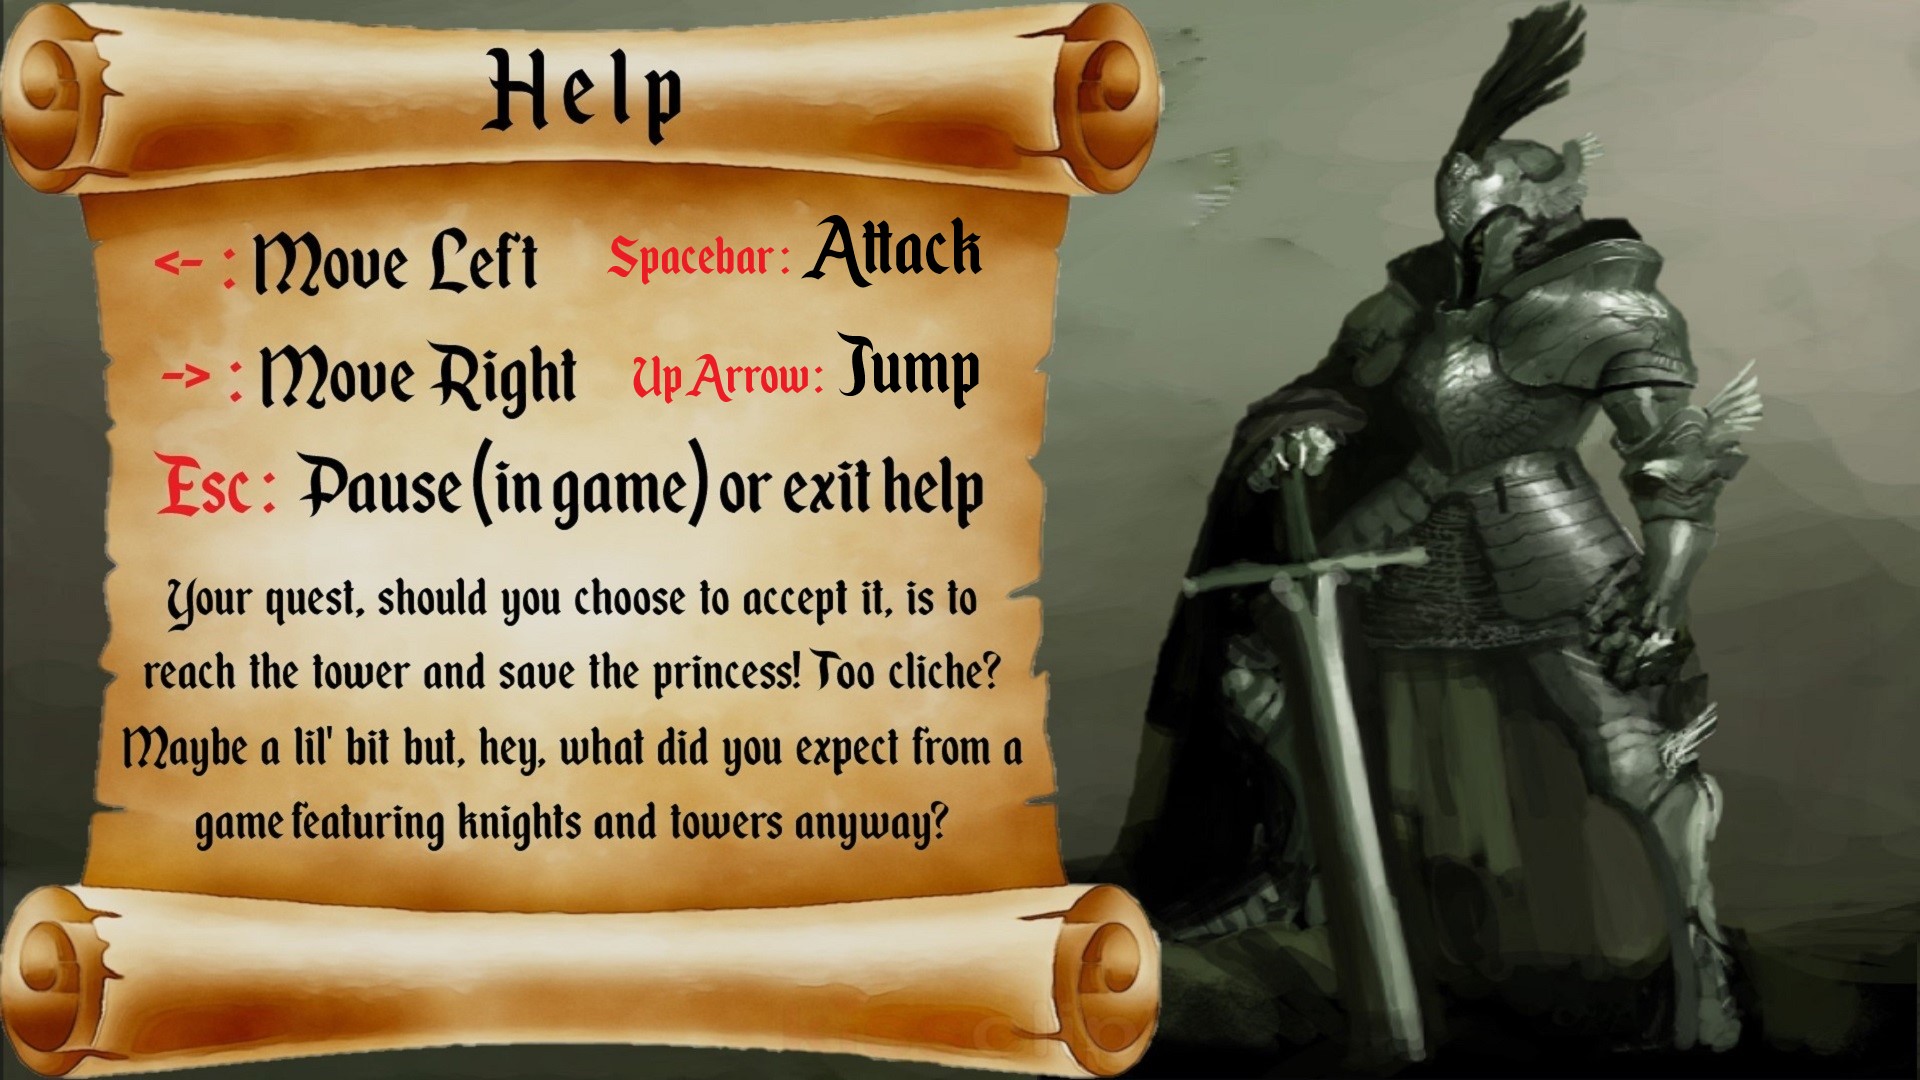 Help
<- : Move Left Spacebar: Attack
-> : Move Right Up Arrow: Jump
Esc: Pause (in game) or exit help
Your quest, should you choose to accept it, is to
reach the tower and save the princess! Too cliche?
Maybe a lil' bit but, hey, what did you expect from a
game featuring knights and towers anyway?